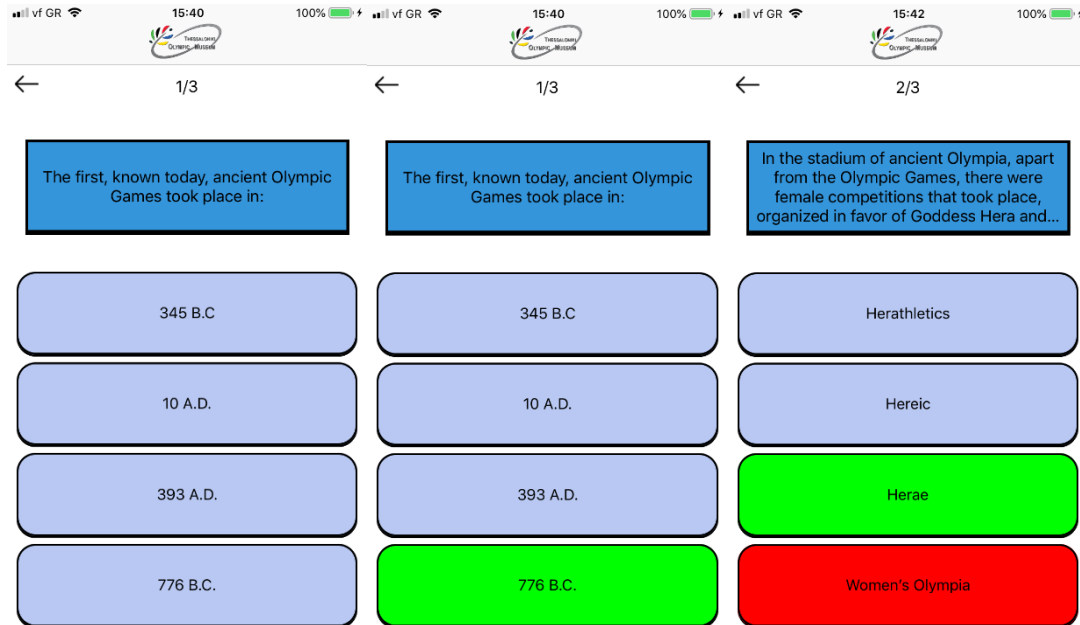 vf GR 15:40 100%
THESSALONIKI
OLYMPIC MUSEUM
1/3
The first, known today, ancient Olympic
Games took place in:
345 B.C
10 A.D.
393 A.D.
776 B.C.
vf GR 15:40 100%
THESSALONIKI
OLYMPIC MUSEUM
1/3
The first, known today, ancient Olympic
Games took place in:
345 B.C
10 A.D.
393 A.D.
776 B.C.
vf GR 15:42 100%
THESSALONIKI
OLYMPIC MUSEUM
2/3
In the stadium of ancient Olympia, apart
from the Olympic Games, there were
female competitions that took place,
organized in favor of Goddess Hera and...
Herathletics
Hereic
Herae
Women's Olympia